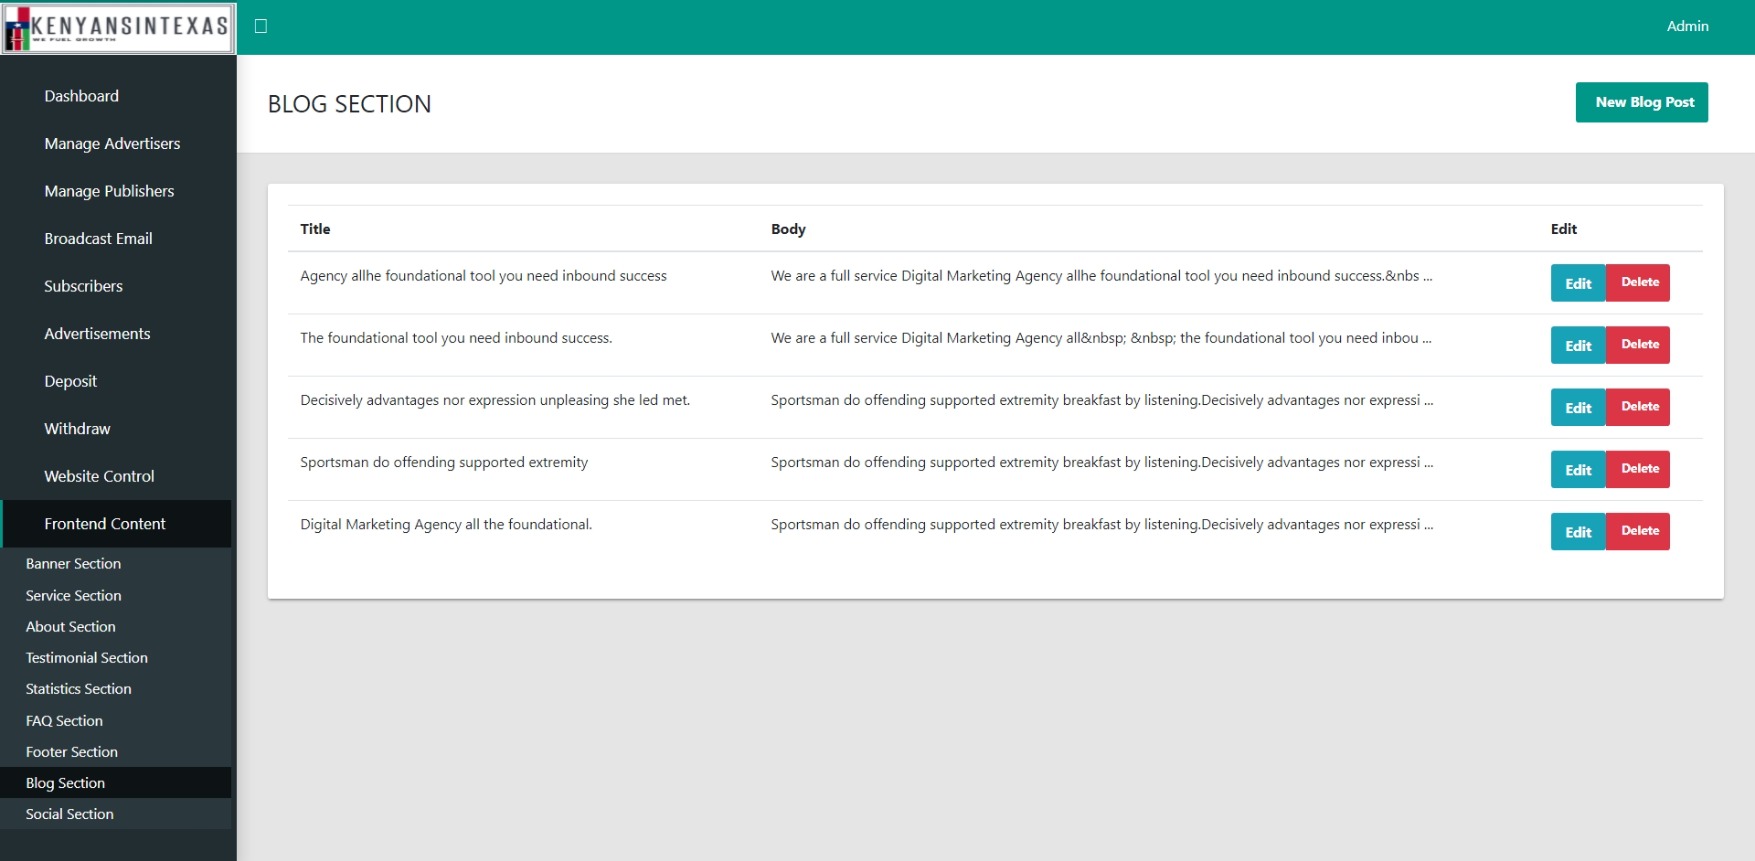 KENYANSINTEXAS
WE FUEL GROWTH
Admin
Dashboard
Manage Advertisers
Manage Publishers
Broadcast Email
Subscribers
Advertisements
Deposit
Withdraw
Website Control
Frontend Content
Banner Section
Service Section
About Section
Testimonial Section
Statistics Section
FAQ Section
Footer Section
Blog Section
Social Section
BLOG SECTION
New Blog Post
Title Body Edit
Agency allhe foundational tool you need inbound success We are a full service Digital Marketing Agency allhe foundational tool you need inbound success.&nbs ... Edit Delete
The foundational tool you need inbound success. We are a full service Digital Marketing Agency all&nbsp; &nbsp; the foundational tool you need inbou ... Edit Delete
Decisively advantages nor expression unpleasing she led met. Sportsman do offending supported extremity breakfast by listening.Decisively advantages nor expressi ... Edit Delete
Sportsman do offending supported extremity Sportsman do offending supported extremity breakfast by listening.Decisively advantages nor expressi ... Edit Delete
Digital Marketing Agency all the foundational. Sportsman do offending supported extremity breakfast by listening.Decisively advantages nor expressi ... Edit Delete